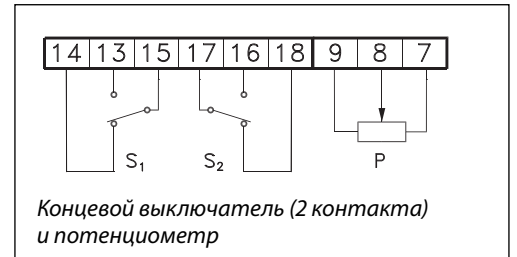 14 13 15 17 16 18 9 8 7
S₁ S₂ P
Концевой выключатель (2 контакта)
и потенциометр